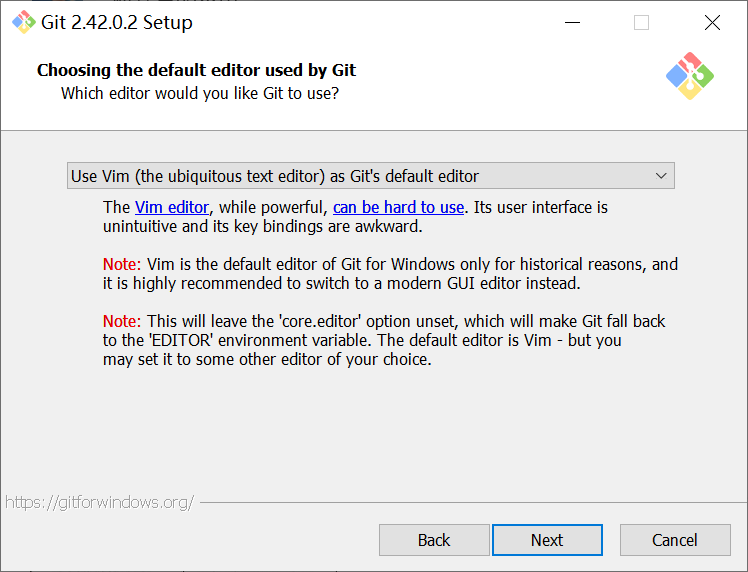 Git 2.42.0.2 Setup
Choosing the default editor used by Git
Which editor would you like Git to use?
Use Vim (the ubiquitous text editor) as Git's default editor
The Vim editor, while powerful, can be hard to use. Its user interface is
unintuitive and its key bindings are awkward.
Note: Vim is the default editor of Git for Windows only for historical reasons, and
it is highly recommended to switch to a modern GUI editor instead.
Note: This will leave the 'core.editor' option unset, which will make Git fall back
to the 'EDITOR' environment variable. The default editor is Vim - but you
may set it to some other editor of your choice.
https://gitforwindows.org/
Back Next Cancel